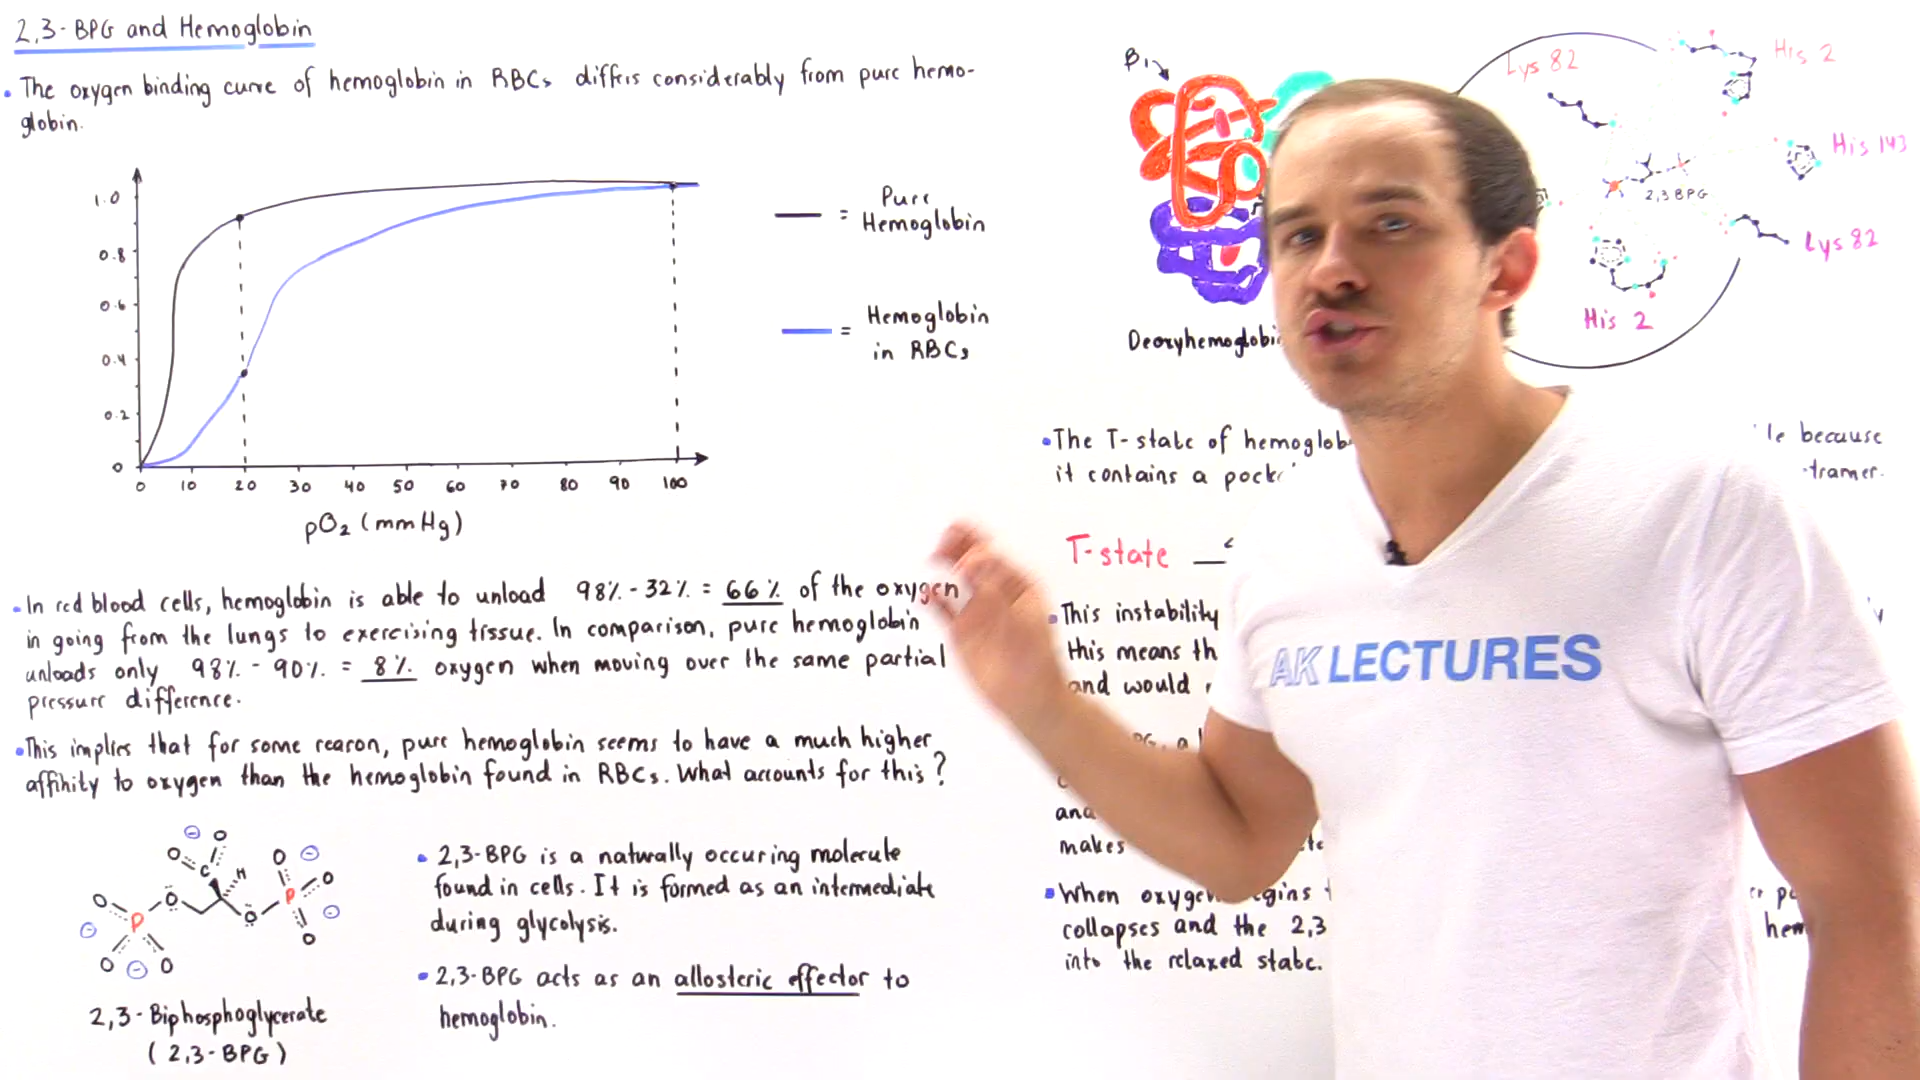 2,3-BPG and Hemoglobin
• The oxygen binding curve of hemoglobin in RBCs differs considerably from pure hemo-
globin.
1.0
0.8
0.6
0.4
0.2
0
0 10 20 30 40 50 60 70 80 90 100
pO2 (mmHg)
= Pure
Hemoglobin
= Hemoglobin
in RBCs
• In red blood cells, hemoglobin is able to unload 98% - 32% = 66% of the oxygen
in going from the lungs to exercising tissue. In comparison, pure hemoglobin
unloads only 98% - 90% = 8% oxygen when moving over the same partial
pressure difference.
• This implies that for some reason, pure hemoglobin seems to have a much higher
affinity to oxygen than the hemoglobin found in RBCs. What accounts for this?
O O C H O O O P O O P O O O O
2,3-Biphosphoglycerate
(2,3-BPG)
• 2,3-BPG is a naturally occuring molecule
found in cells. It is formed as an intermediate
during glycolysis.
• 2,3-BPG acts as an allosteric effector to
hemoglobin.
β1
Lys 82
His 2
His 143
2,3 BPG
Lys 82
His 2
Deoxyhemoglobi
• The T-state of hemoglob because
it contains a pock tramer.
T-state
• This instability
this means th
and would
and
makes
• When oxygen
collapses and the 2,3
into the relaxed state.
AK LECTURES